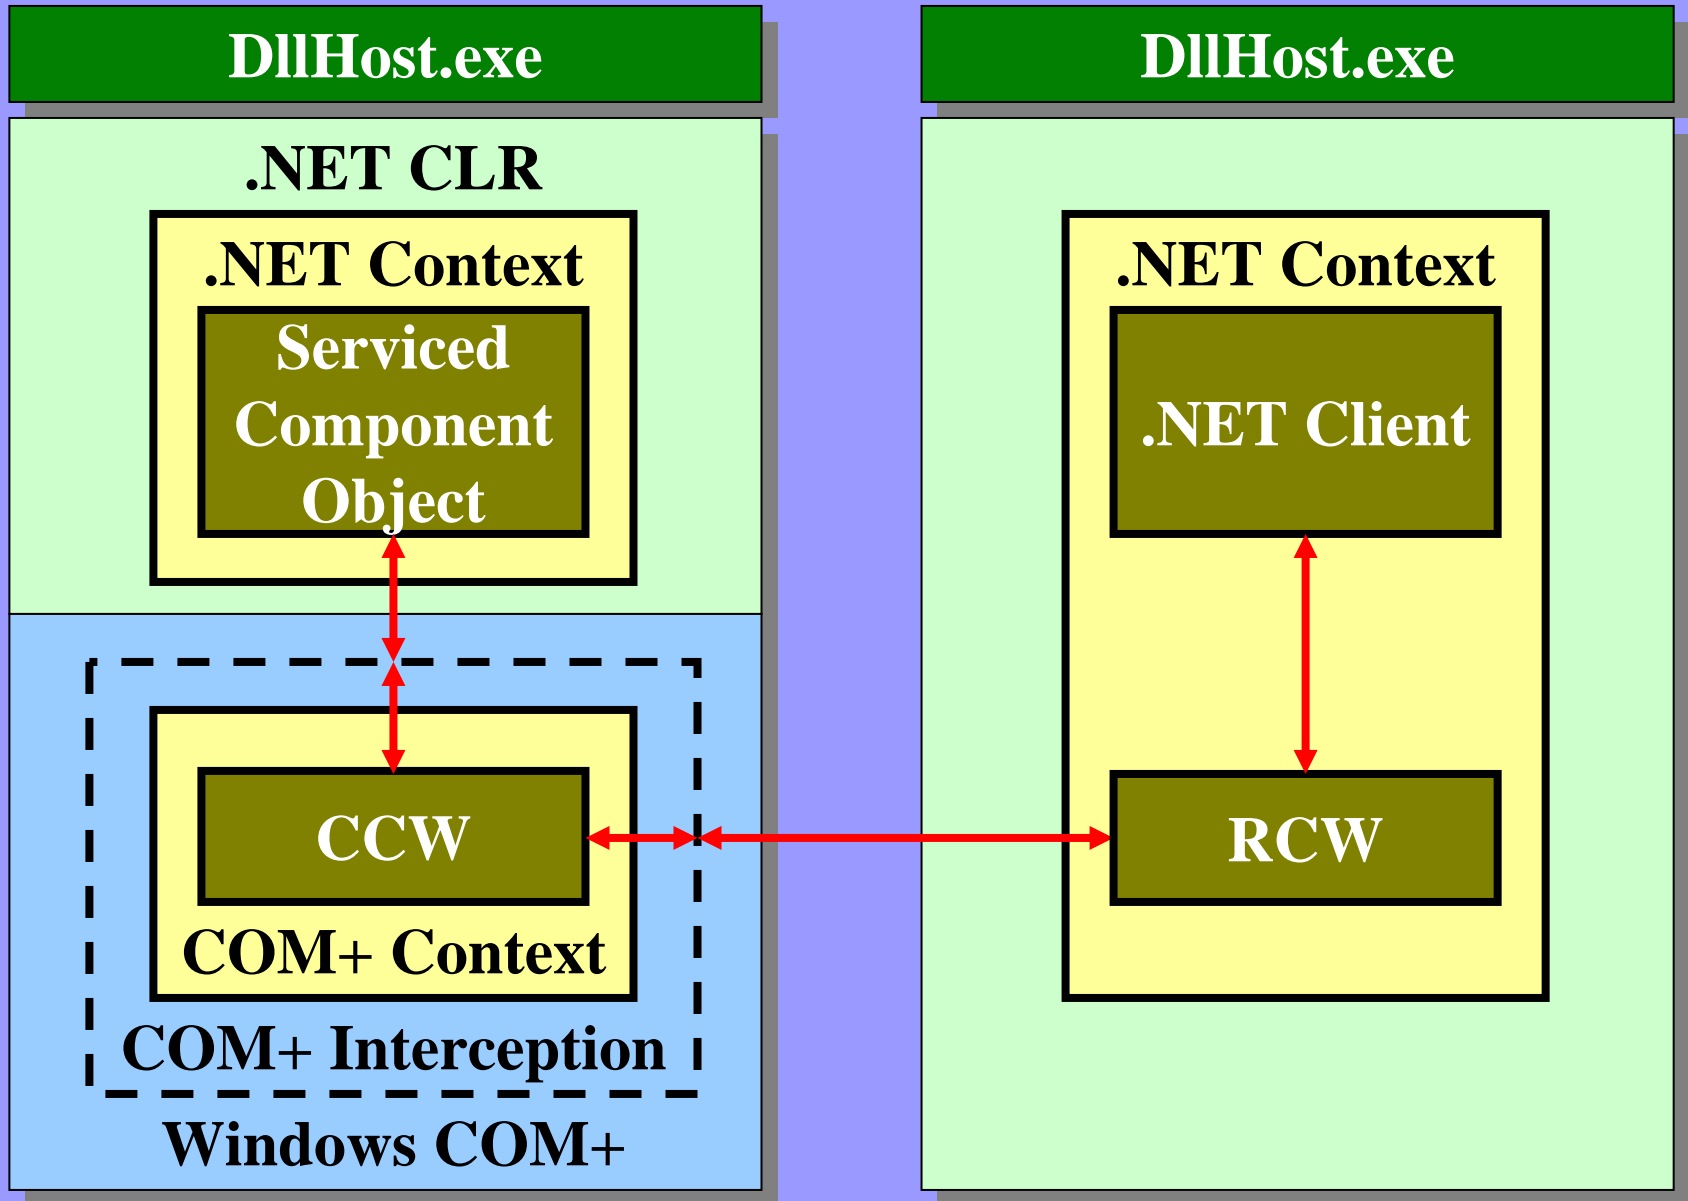 DllHost.exe
.NET CLR
.NET Context
Serviced
Component
Object
CCW
COM+ Context
COM+ Interception
Windows COM+
DllHost.exe
.NET Context
.NET Client
RCW